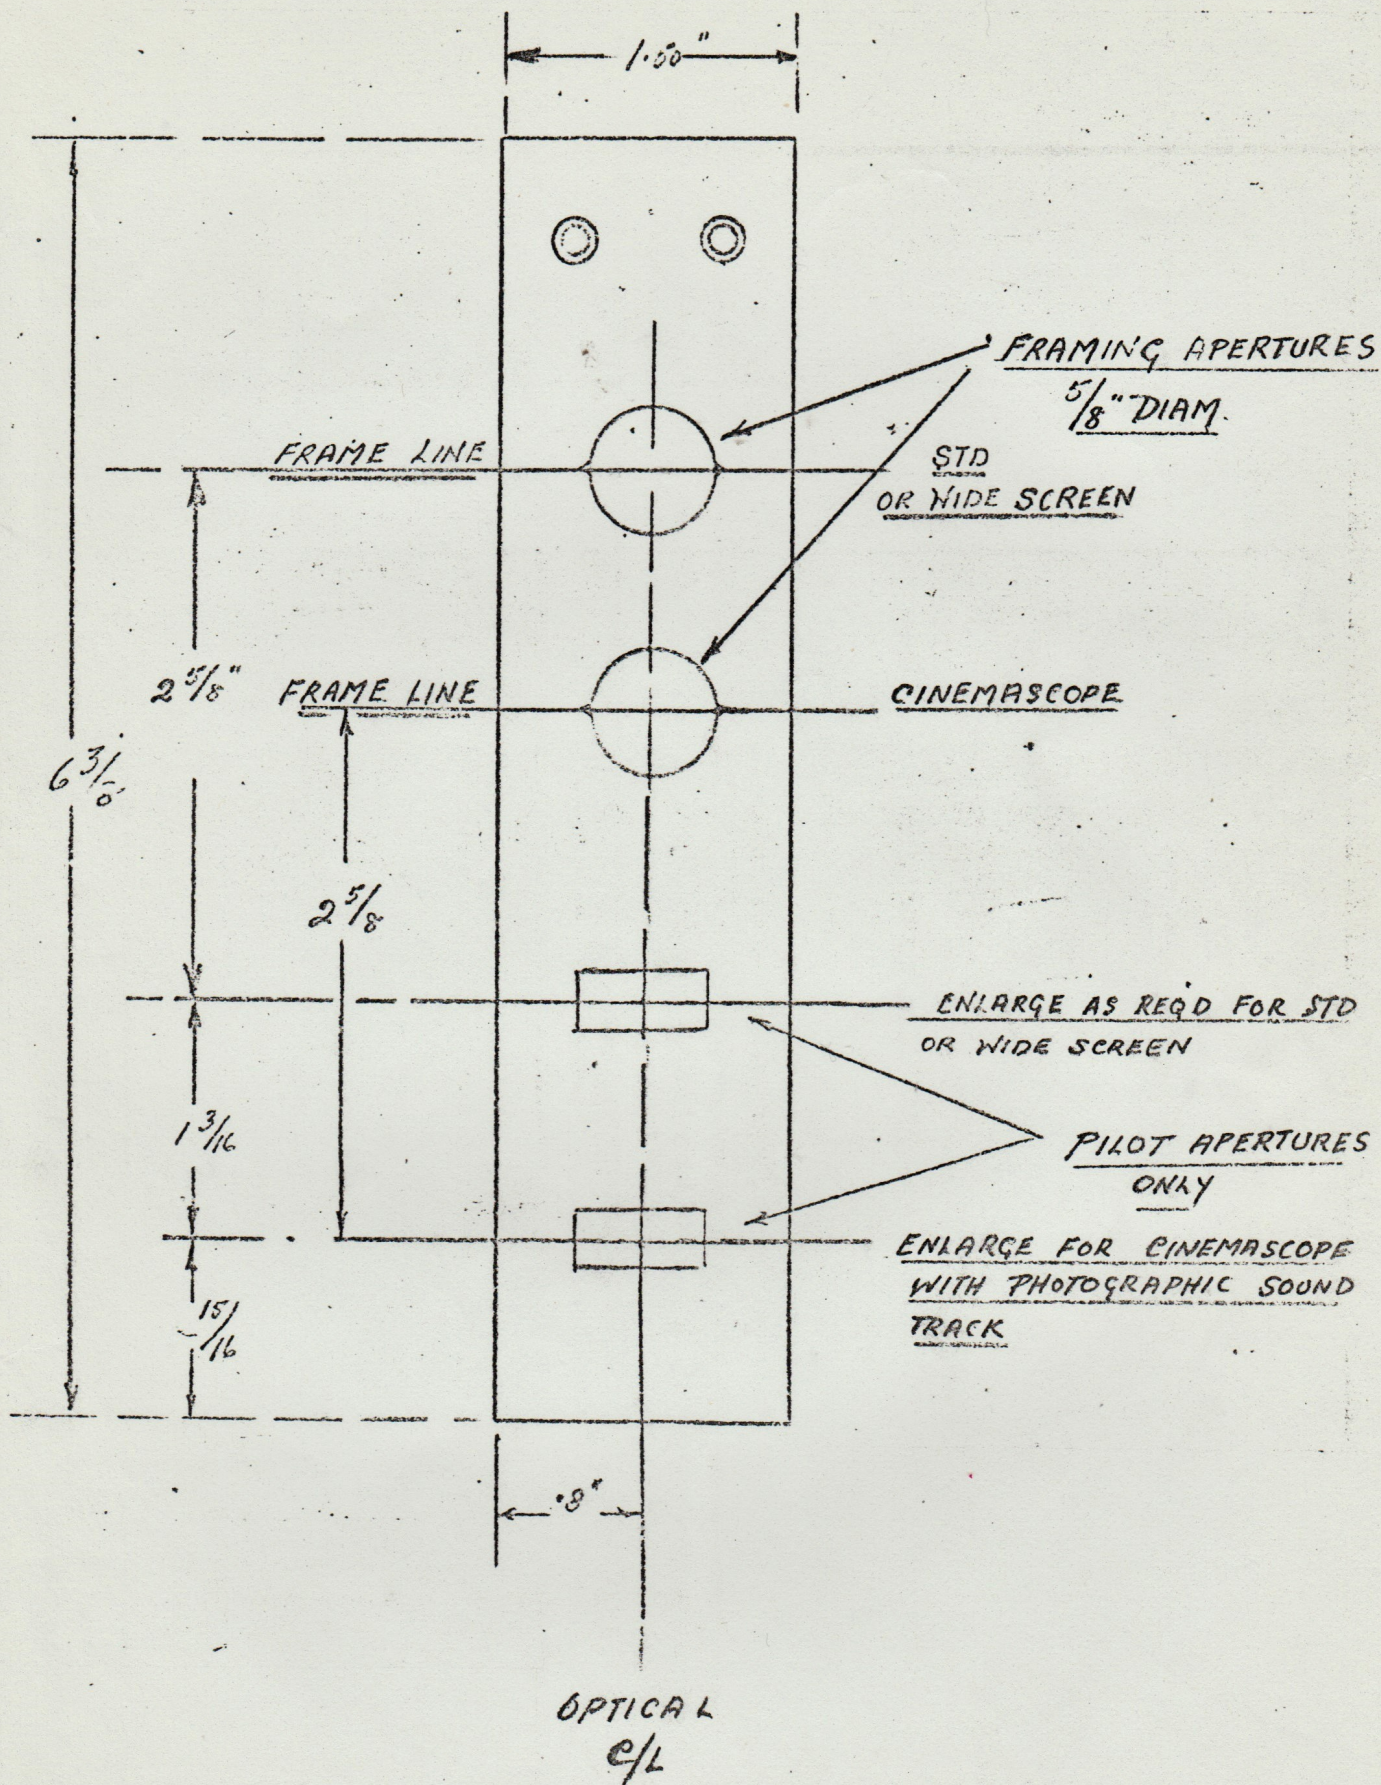 1.50"
FRAMING APERTURES
5/8" DIAM.
FRAME LINE
STD
OR WIDE SCREEN
2 5/8"
FRAME LINE
CINEMASCOPE
6 3/
2 5/8
ENLARGE AS REQD FOR STD
OR WIDE SCREEN
1 3/16
PILOT APERTURES
ONLY
ENLARGE FOR CINEMASCOPE
WITH PHOTOGRAPHIC SOUND
TRACK
15/16
.8"
OPTICAL
C/L